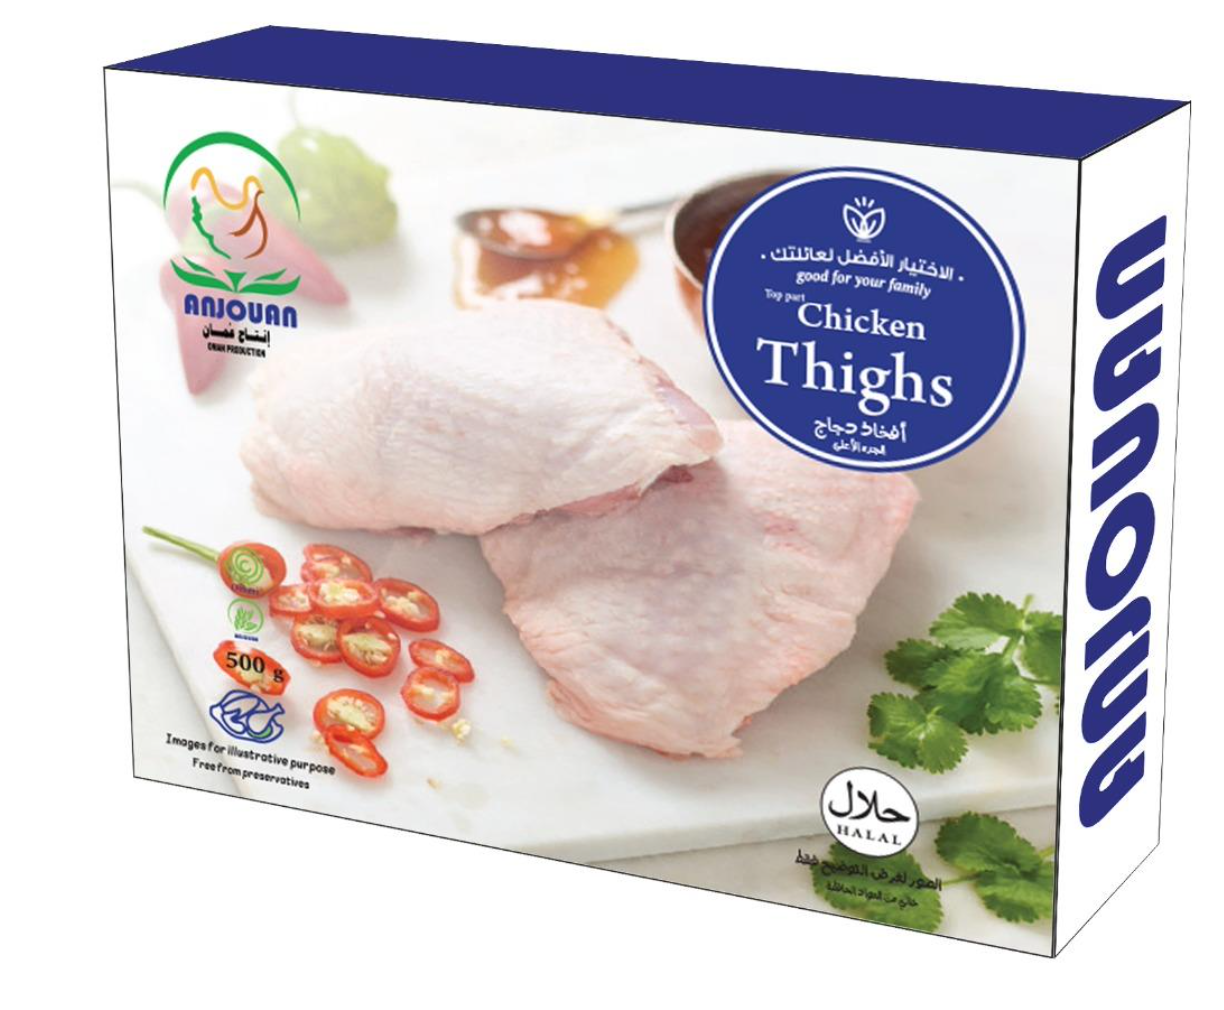 ANJOUAN
إنتاج عُمان
OMAN PRODUCTION
· الاختيار الأفضل لعائلتك ·
good for your family
Top part
Chicken
Thighs
أفخاذ دجاج
الجزء الأعلى
500 g
Images for illustrative purpose
Free from preservatives
حلال
HALAL
الصور لغرض التوضيح فقط
خالي من المواد الحافظة
ANJOUAN